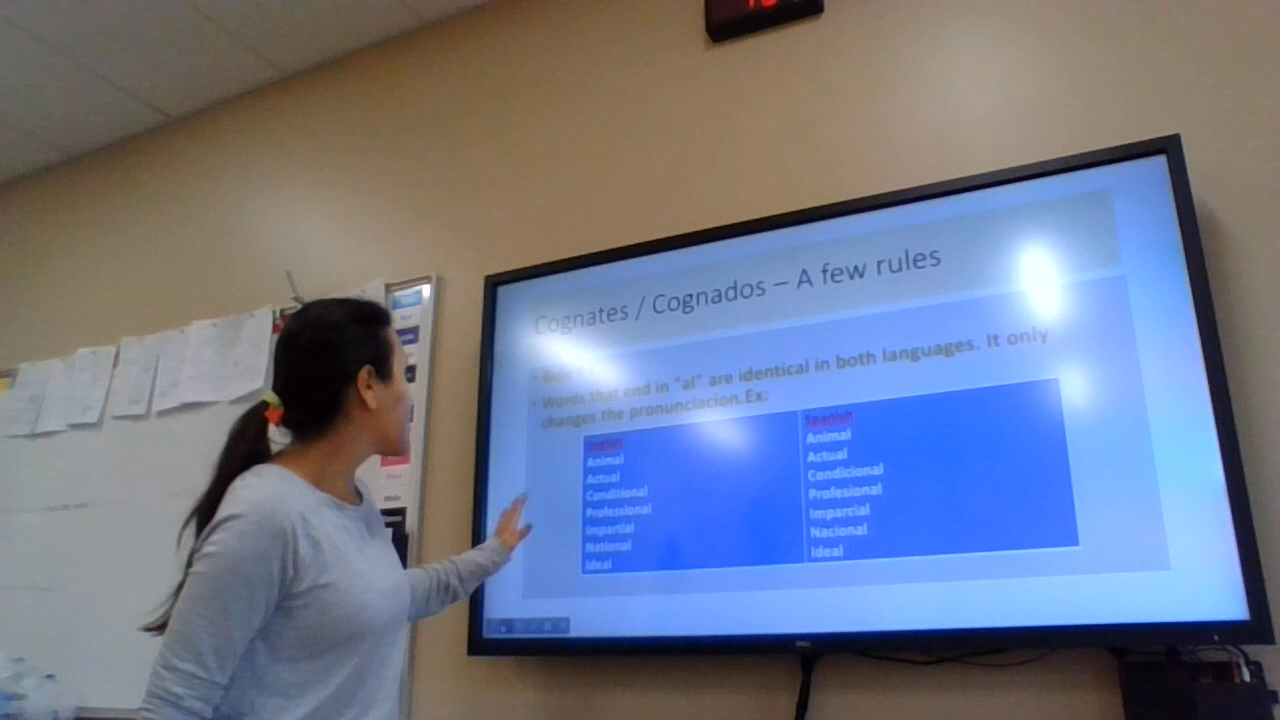 Cognates / Cognados – A few rules
Words that end in "al" are identical in both languages. It only
changes the pronunciacion.Ex:
Spanish
Animal Animal
Actual Actual
Conditional Condicional
Professional Profesional
Impartial Imparcial
National Nacional
Ideal Ideal